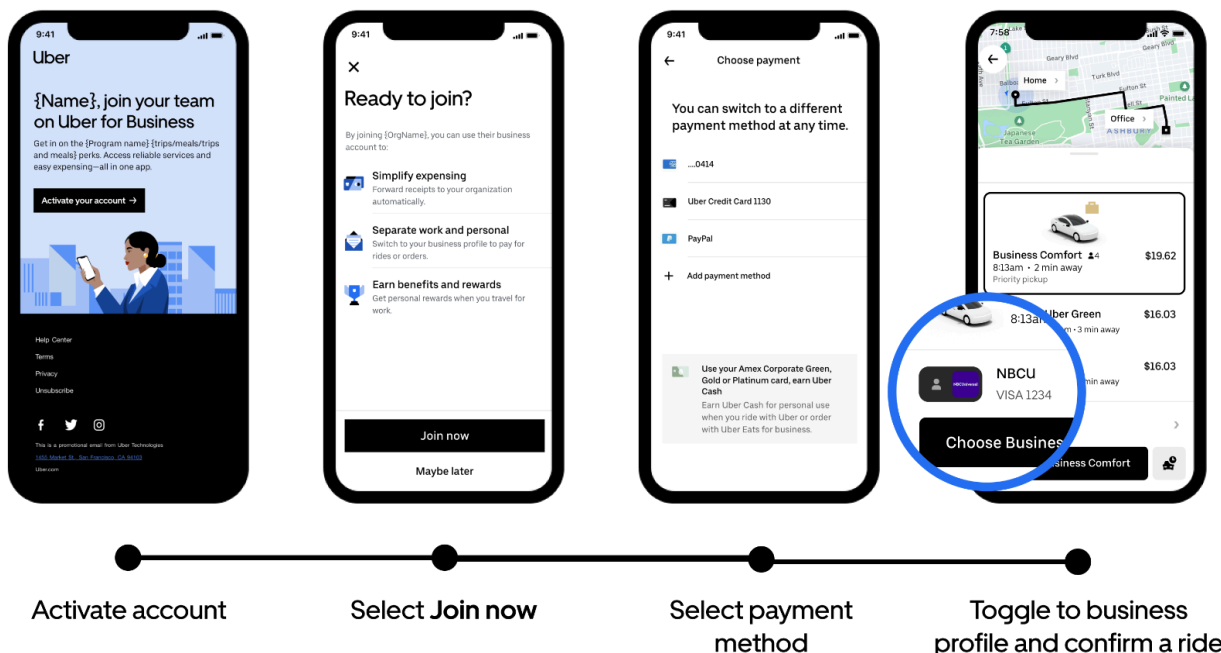 9:41
Uber
{Name}, join your team
on Uber for Business
Get in on the {Program name} {trips/meals/trips
and meals} perks. Access reliable services and
easy expensing—all in one app.
Activate your account →
Help Center
Terms
Privacy
Unsubscribe
This is a promotional email from Uber Technologies
1455 Market St., San Francisco, CA 94103
Uber.com
9:41
Ready to join?
By joining {OrgName}, you can use their business
account to:
Simplify expensing
Forward receipts to your organization
automatically.
Separate work and personal
Switch to your business profile to pay for
rides or orders.
Earn benefits and rewards
Get personal rewards when you travel for
work.
Join now
Maybe later
9:41
Choose payment
You can switch to a different
payment method at any time.
....0414
Uber Credit Card 1130
PayPal
Add payment method
Use your Amex Corporate Green,
Gold or Platinum card, earn Uber
Cash
Earn Uber Cash for personal use
when you ride with Uber or order
with Uber Eats for business.
7:58
Geary Blvd
Geary Blvd
Turk Blvd
Balboa
Home
Fulton St
Fulton St
Painted La
Office
ASHBURY
Japanese
Tea Garden
Business Comfort 4
$19.62
8:13am • 2 min away
Priority pickup
Uber Green
$16.03
8:13am
• 3 min away
$16.03
min away
NBCU
NBCUniversal
VISA 1234
Choose Busines
siness Comfort
Activate account
Select Join now
Select payment
method
Toggle to business
profile and confirm a ride